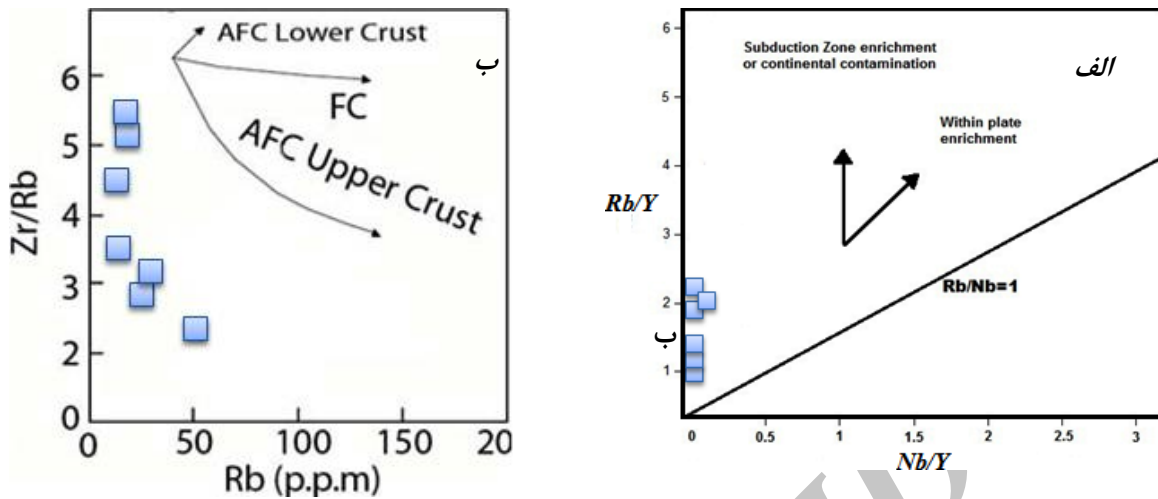 AFC Lower Crust
ب
FC
AFC Upper Crust
Zr/Rb
6
5
4
3
2
0
0 50 100 150 20
Rb (p.p.m)
Subduction Zone enrichment
or continental contamination
الف
Within plate
enrichment
Rb/Y
Rb/Nb=1
ب
6
5
4
3
2
1
0 0.5 1 1.5 2 2.5 3
Nb/Y